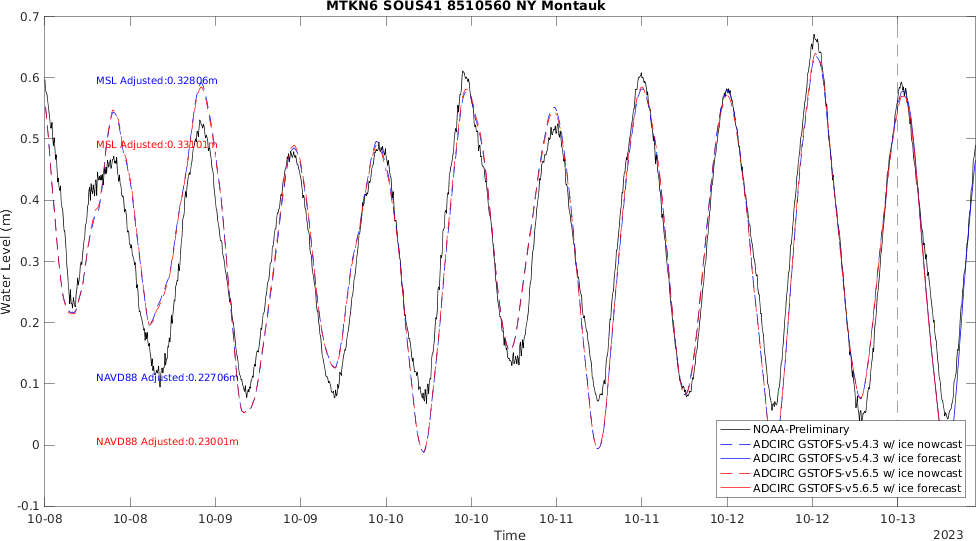 MTKN6 SOUS41 8510560 NY Montauk
0.7
0.6
0.5
0.4
0.3
0.2
0.1
0
-0.1
Water Level (m)
MSL Adjusted:0.32806m
MSL Adjusted:0.33101m
NAVD88 Adjusted:0.22706m
NAVD88 Adjusted:0.23001m
NOAA-Preliminary
ADCIRC GSTOFS-v5.4.3 w/ ice nowcast
ADCIRC GSTOFS-v5.4.3 w/ ice forecast
ADCIRC GSTOFS-v5.6.5 w/ ice nowcast
ADCIRC GSTOFS-v5.6.5 w/ ice forecast
10-08 10-08 10-09 10-09 10-10 10-10 10-11 10-11 10-12 10-12 10-13
Time
2023